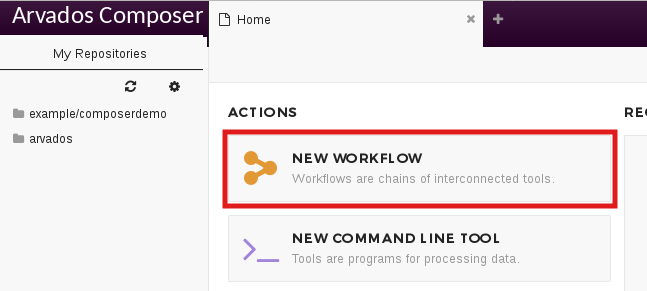 Arvados Composer
Home
My Repositories
example/composerdemo
arvados
ACTIONS
NEW WORKFLOW
Workflows are chains of interconnected tools.
NEW COMMAND LINE TOOL
Tools are programs for processing data.